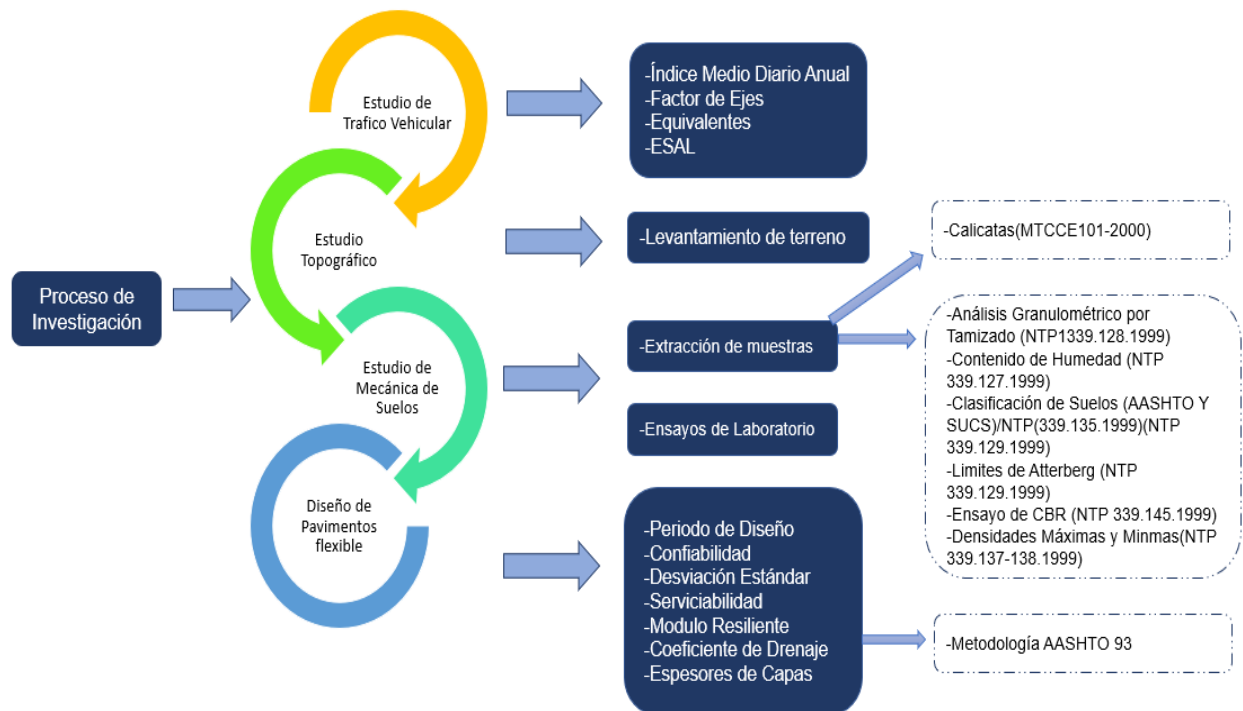 Proceso de
Investigación
Estudio de
Trafico Vehicular
-Índice Medio Diario Anual
-Factor de Ejes
-Equivalentes
-ESAL
Estudio
Topográfico
-Levantamiento de terreno
Estudio de
Mecánica de
Suelos
-Extracción de muestras
-Ensayos de Laboratorio
-Calicatas(MTCCE101-2000)
-Análisis Granulométrico por
Tamizado (NTP1339.128.1999)
-Contenido de Humedad (NTP
339.127.1999)
-Clasificación de Suelos (AASHTO Y
SUCS)/NTP(339.135.1999)(NTP
339.129.1999)
-Limites de Atterberg (NTP
339.129.1999)
-Ensayo de CBR (NTP 339.145.1999)
-Densidades Máximas y Minmas(NTP
339.137-138.1999)
Diseño de
Pavimentos
flexible
-Periodo de Diseño
-Confiabilidad
-Desviación Estándar
-Serviciabilidad
-Modulo Resiliente
-Coeficiente de Drenaje
-Espesores de Capas
-Metodología AASHTO 93